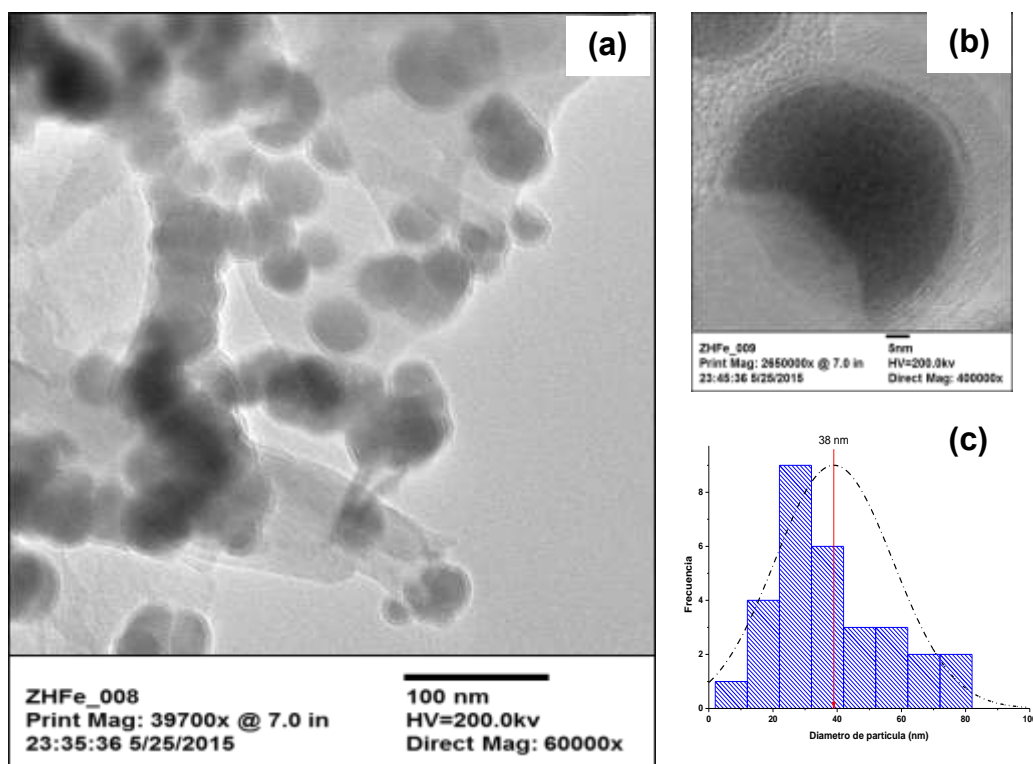 (a)
ZHFe_008
Print Mag: 39700x @ 7.0 in
23:35:36 5/25/2015
100 nm
HV=200.0kv
Direct Mag: 60000x
(b)
ZHFe_009
Print Mag: 2650000x @ 7.0 in
23:45:36 5/25/2015
5nm
HV=200.0kv
Direct Mag: 400000x
(c)
38 nm
8
6
4
2
0
0 20 40 60 80 100
Frecuencia
Diametro de particula (nm)